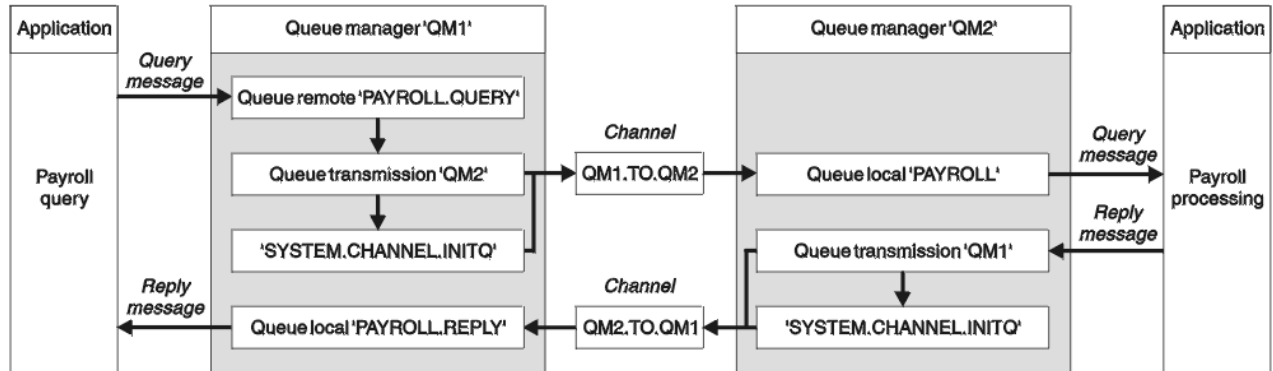 Application
Queue manager 'QM1'
Queue manager 'QM2'
Application
Query
message
Queue remote 'PAYROLL.QUERY'
Channel
Query
message
Payroll
query
Queue transmission 'QM2'
QM1.TO.QM2
Queue local 'PAYROLL'
Payroll
processing
Reply
message
'SYSTEM.CHANNEL.INITQ'
Queue transmission 'QM1'
Reply
message
Channel
Queue local 'PAYROLL.REPLY'
QM2.TO.QM1
'SYSTEM.CHANNEL.INITQ'